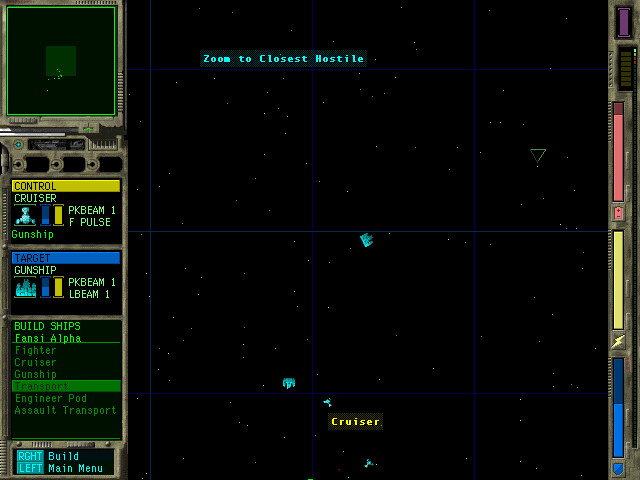 Zoom to Closest Hostile
CONTROL
CRUISER
PKBEAM 1
F PULSE
Gunship
TARGET
GUNSHIP
PKBEAM 1
LBEAM 1
BUILD SHIPS
Fansi Alpha
Fighter
Cruiser
Gunship
Transport
Engineer Pod
Assault Transport
Cruiser
RGHT Build
LEFT Main Menu